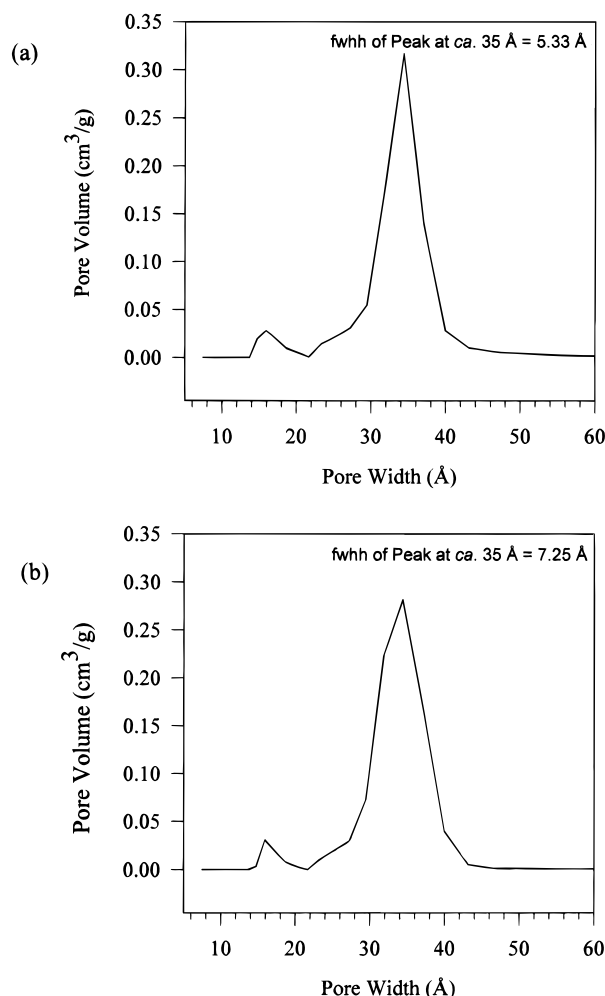 (a)
fwhh of Peak at ca. 35 Å = 5.33 Å
Pore Volume (cm³/g)
0.35
0.30
0.25
0.20
0.15
0.10
0.05
0.00
10 20 30 40 50 60
Pore Width (Å)
(b)
fwhh of Peak at ca. 35 Å = 7.25 Å
Pore Volume (cm³/g)
0.35
0.30
0.25
0.20
0.15
0.10
0.05
0.00
10 20 30 40 50 60
Pore Width (Å)